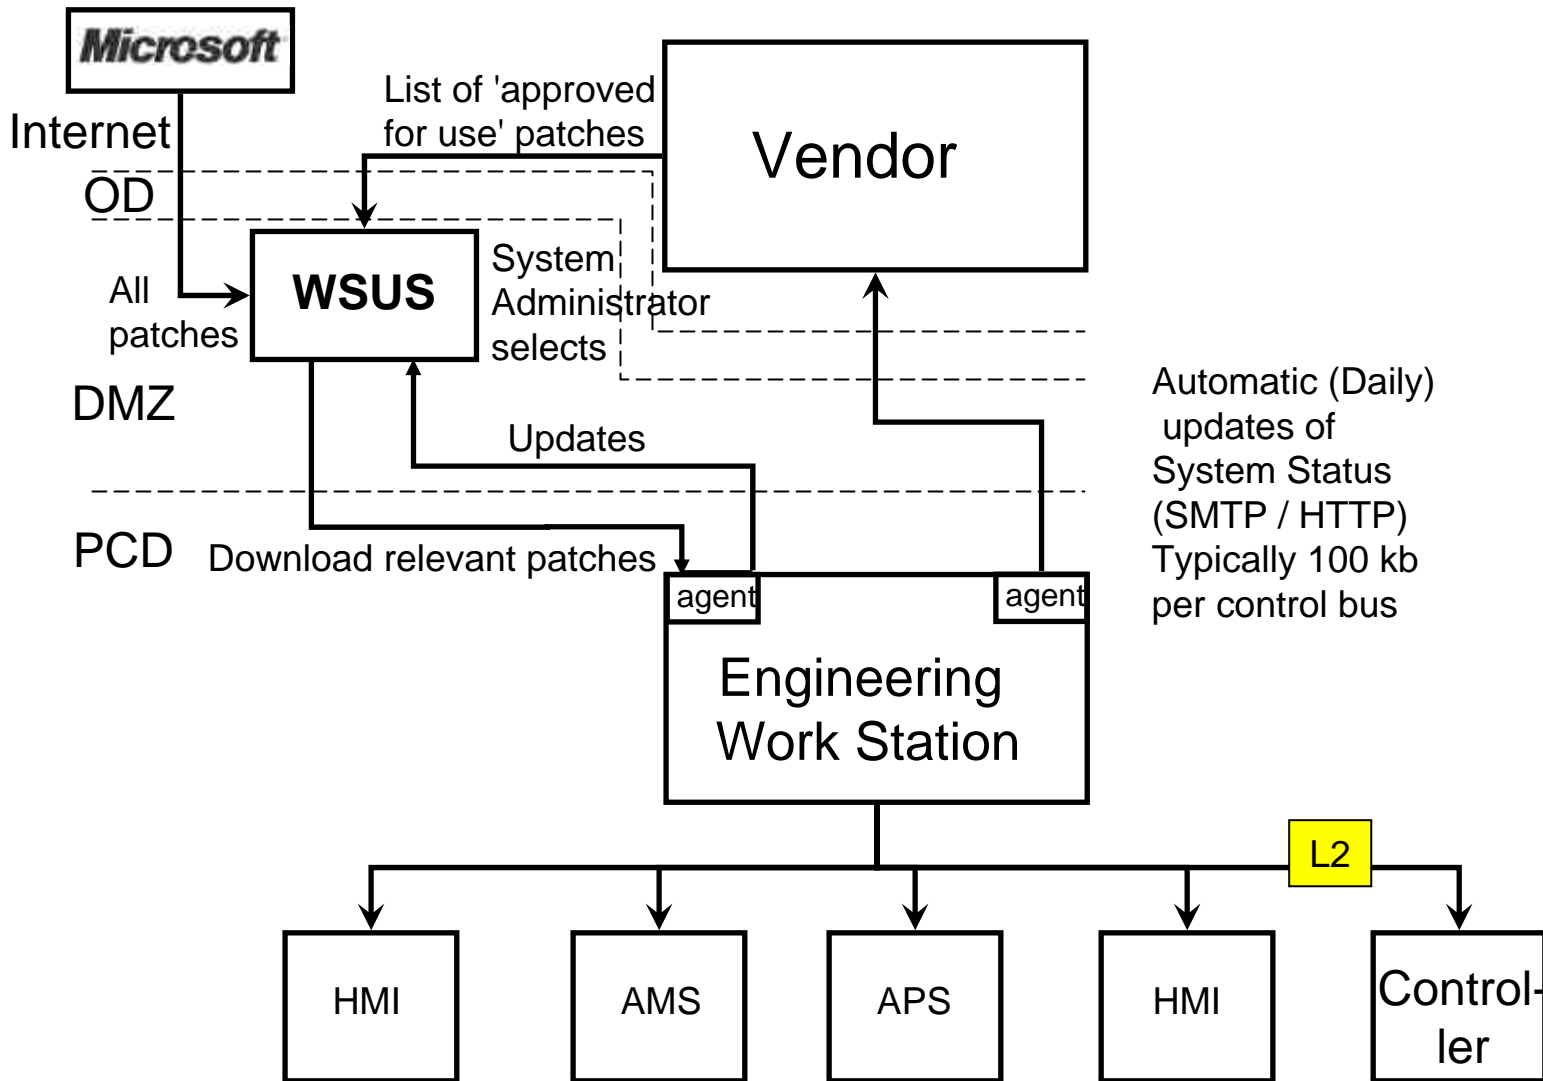 Microsoft
Internet
List of 'approved
for use' patches
Vendor
OD
WSUS
System
Administrator
selects
All
patches
DMZ
Updates
Automatic (Daily)
updates of
System Status
(SMTP / HTTP)
Typically 100 kb
per control bus
PCD
Download relevant patches
agent
agent
Engineering
Work Station
L2
HMI
AMS
APS
HMI
Control-
ler